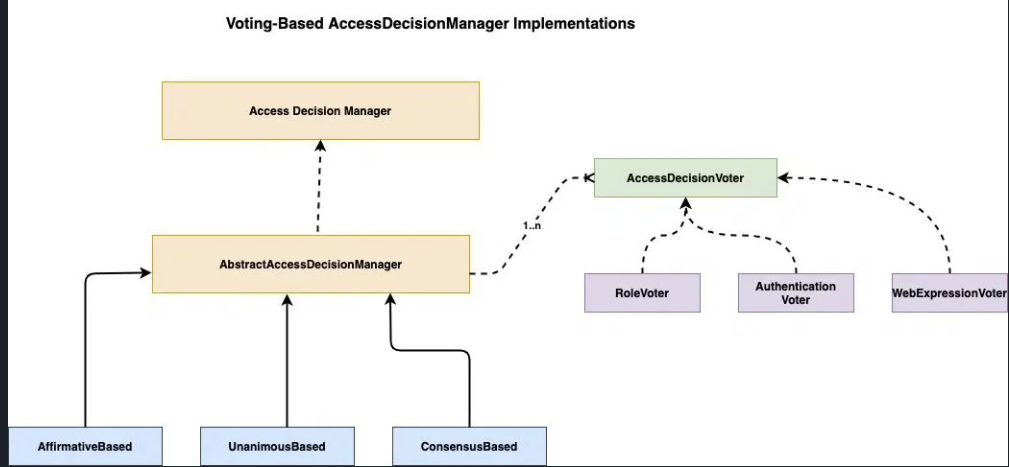 Voting-Based AccessDecisionManager Implementations
Access Decision Manager
AccessDecisionVoter
1..n
AbstractAccessDecisionManager
RoleVoter
Authentication
Voter
WebExpressionVoter
AffirmativeBased
UnanimousBased
ConsensusBased